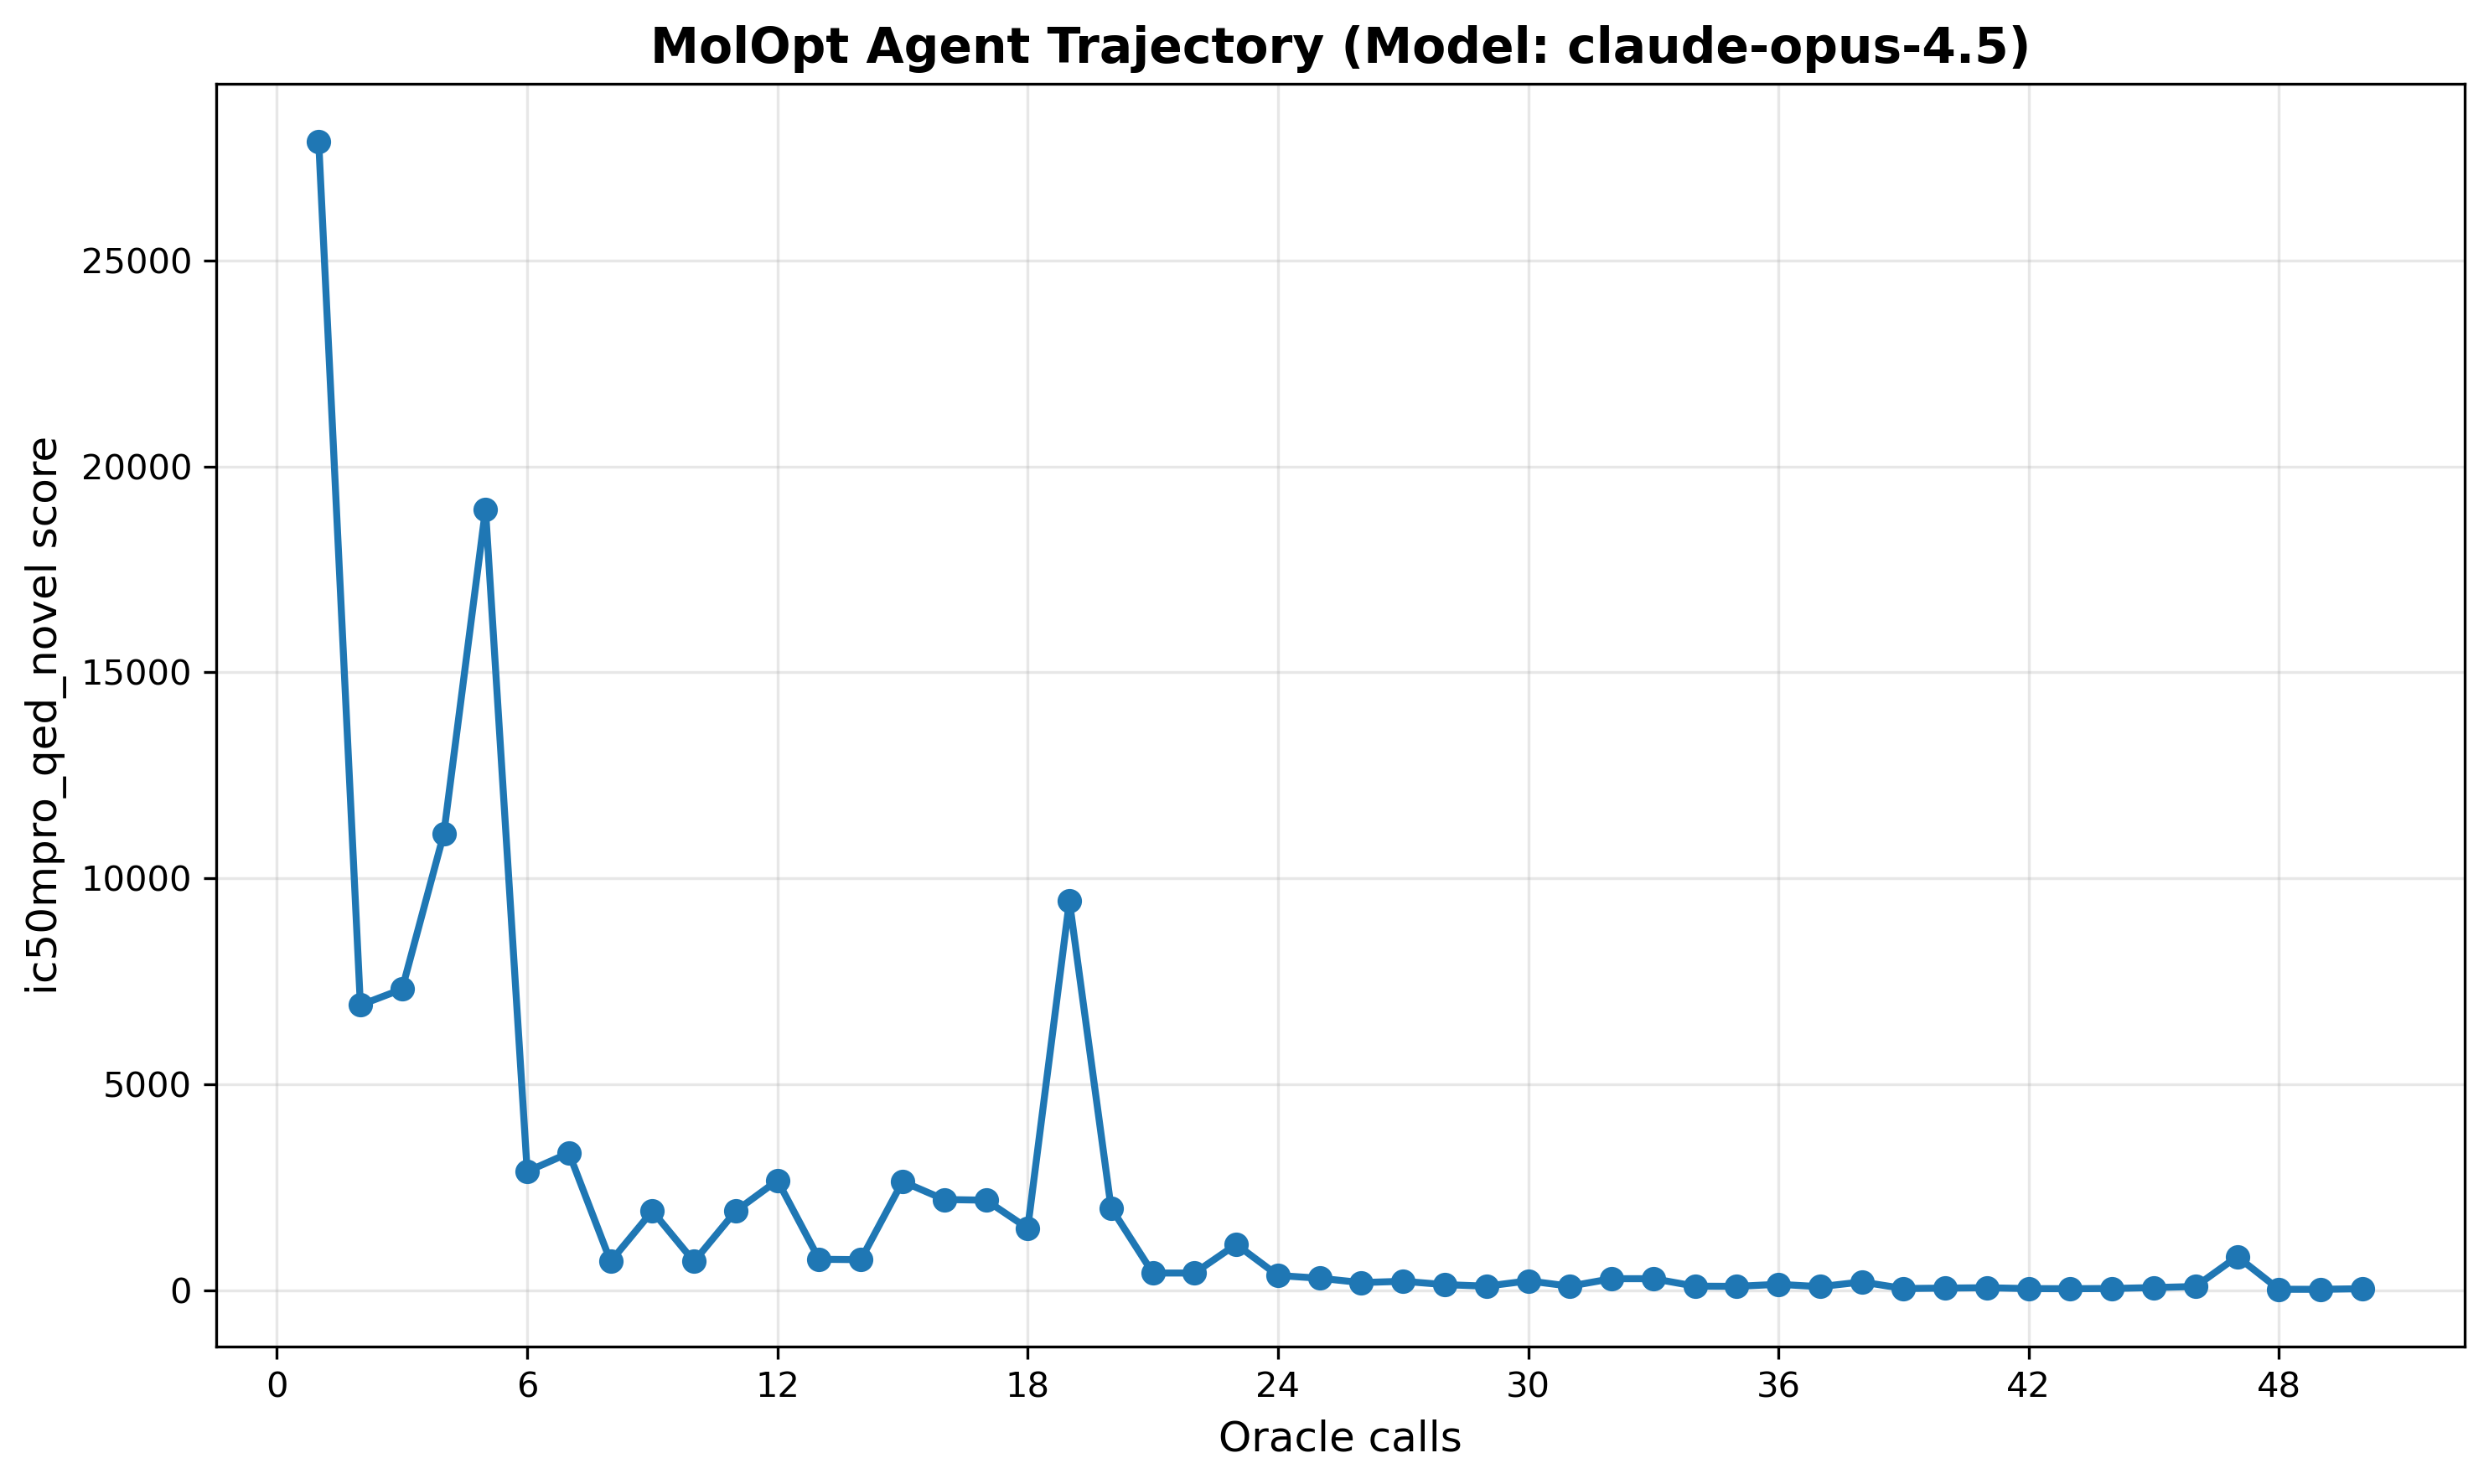 MolOpt Agent Trajectory (Model: claude-opus-4.5)
ic50mpro_qed_novel score
25000
20000
15000
10000
5000
0
0 6 12 18 24 30 36 42 48
Oracle calls